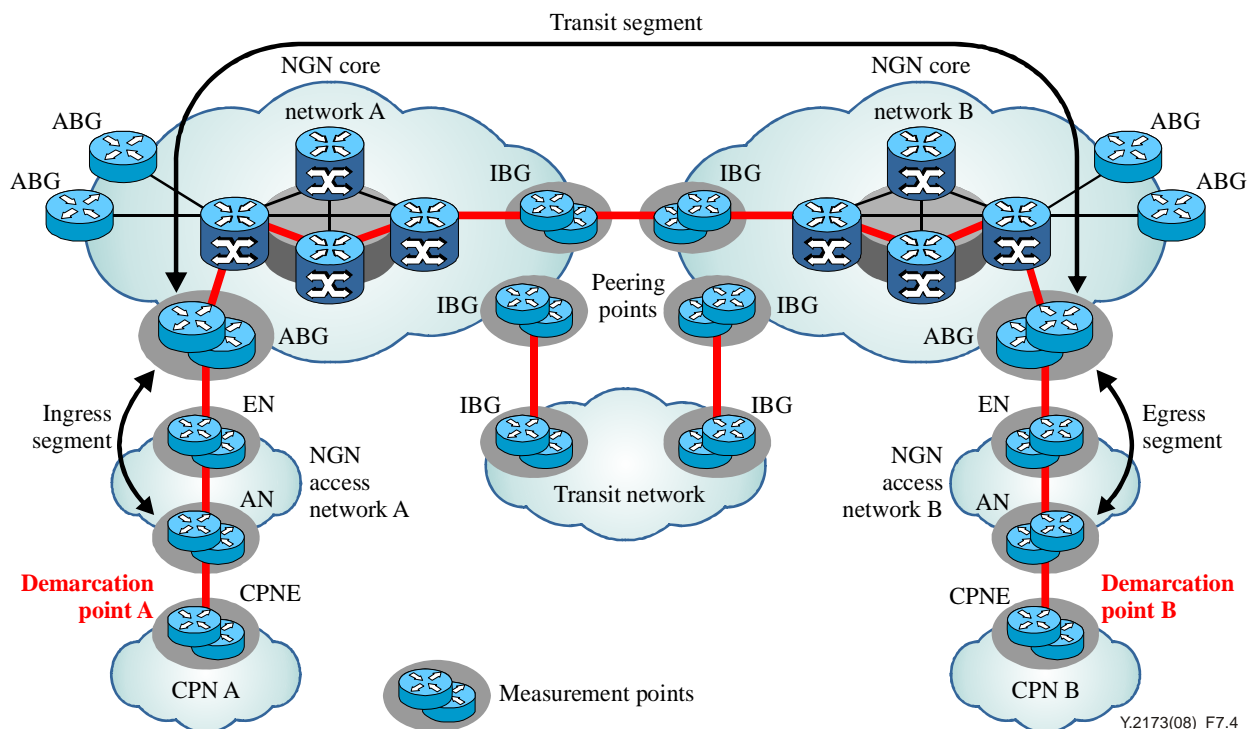 Transit segment
NGN core
network A
NGN core
network B
ABG
ABG
IBG
IBG
ABG
ABG
IBG
Peering
points
IBG
ABG
ABG
Ingress
segment
EN
IBG
IBG
EN
Egress
segment
NGN
access
network A
Transit network
NGN
access
network B
AN
AN
Demarcation
point A
CPNE
CPNE
Demarcation
point B
CPN A
Measurement points
CPN B
Y.2173(08)_F7.4